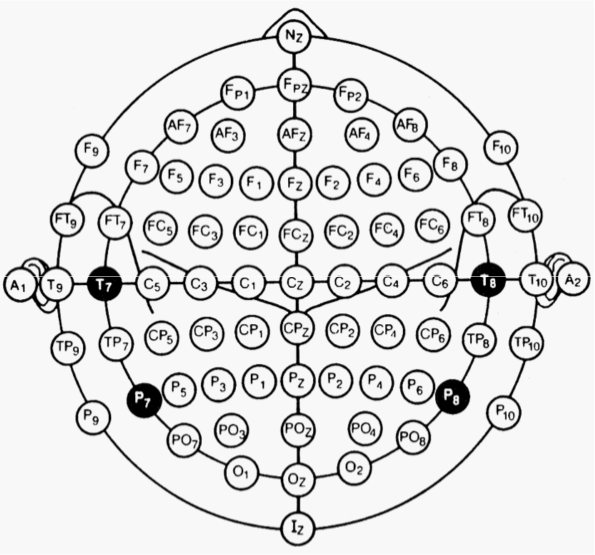 Nz
Fp1 Fpz Fp2
AF7 AF3 AFz AF4 AF8
F9 F7 F5 F3 F1 Fz F2 F4 F6 F8 F10
FT9 FT7 FC5 FC3 FC1 FCz FC2 FC4 FC6 FT8 FT10
A1 T9 T7 C5 C3 C1 Cz C2 C4 C6 T8 T10 A2
TP9 TP7 CP5 CP3 CP1 CPz CP2 CP4 CP6 TP8 TP10
P9 P7 P5 P3 P1 Pz P2 P4 P6 P8 P10
PO7 PO3 POz PO4 PO8
O1 Oz O2
Iz